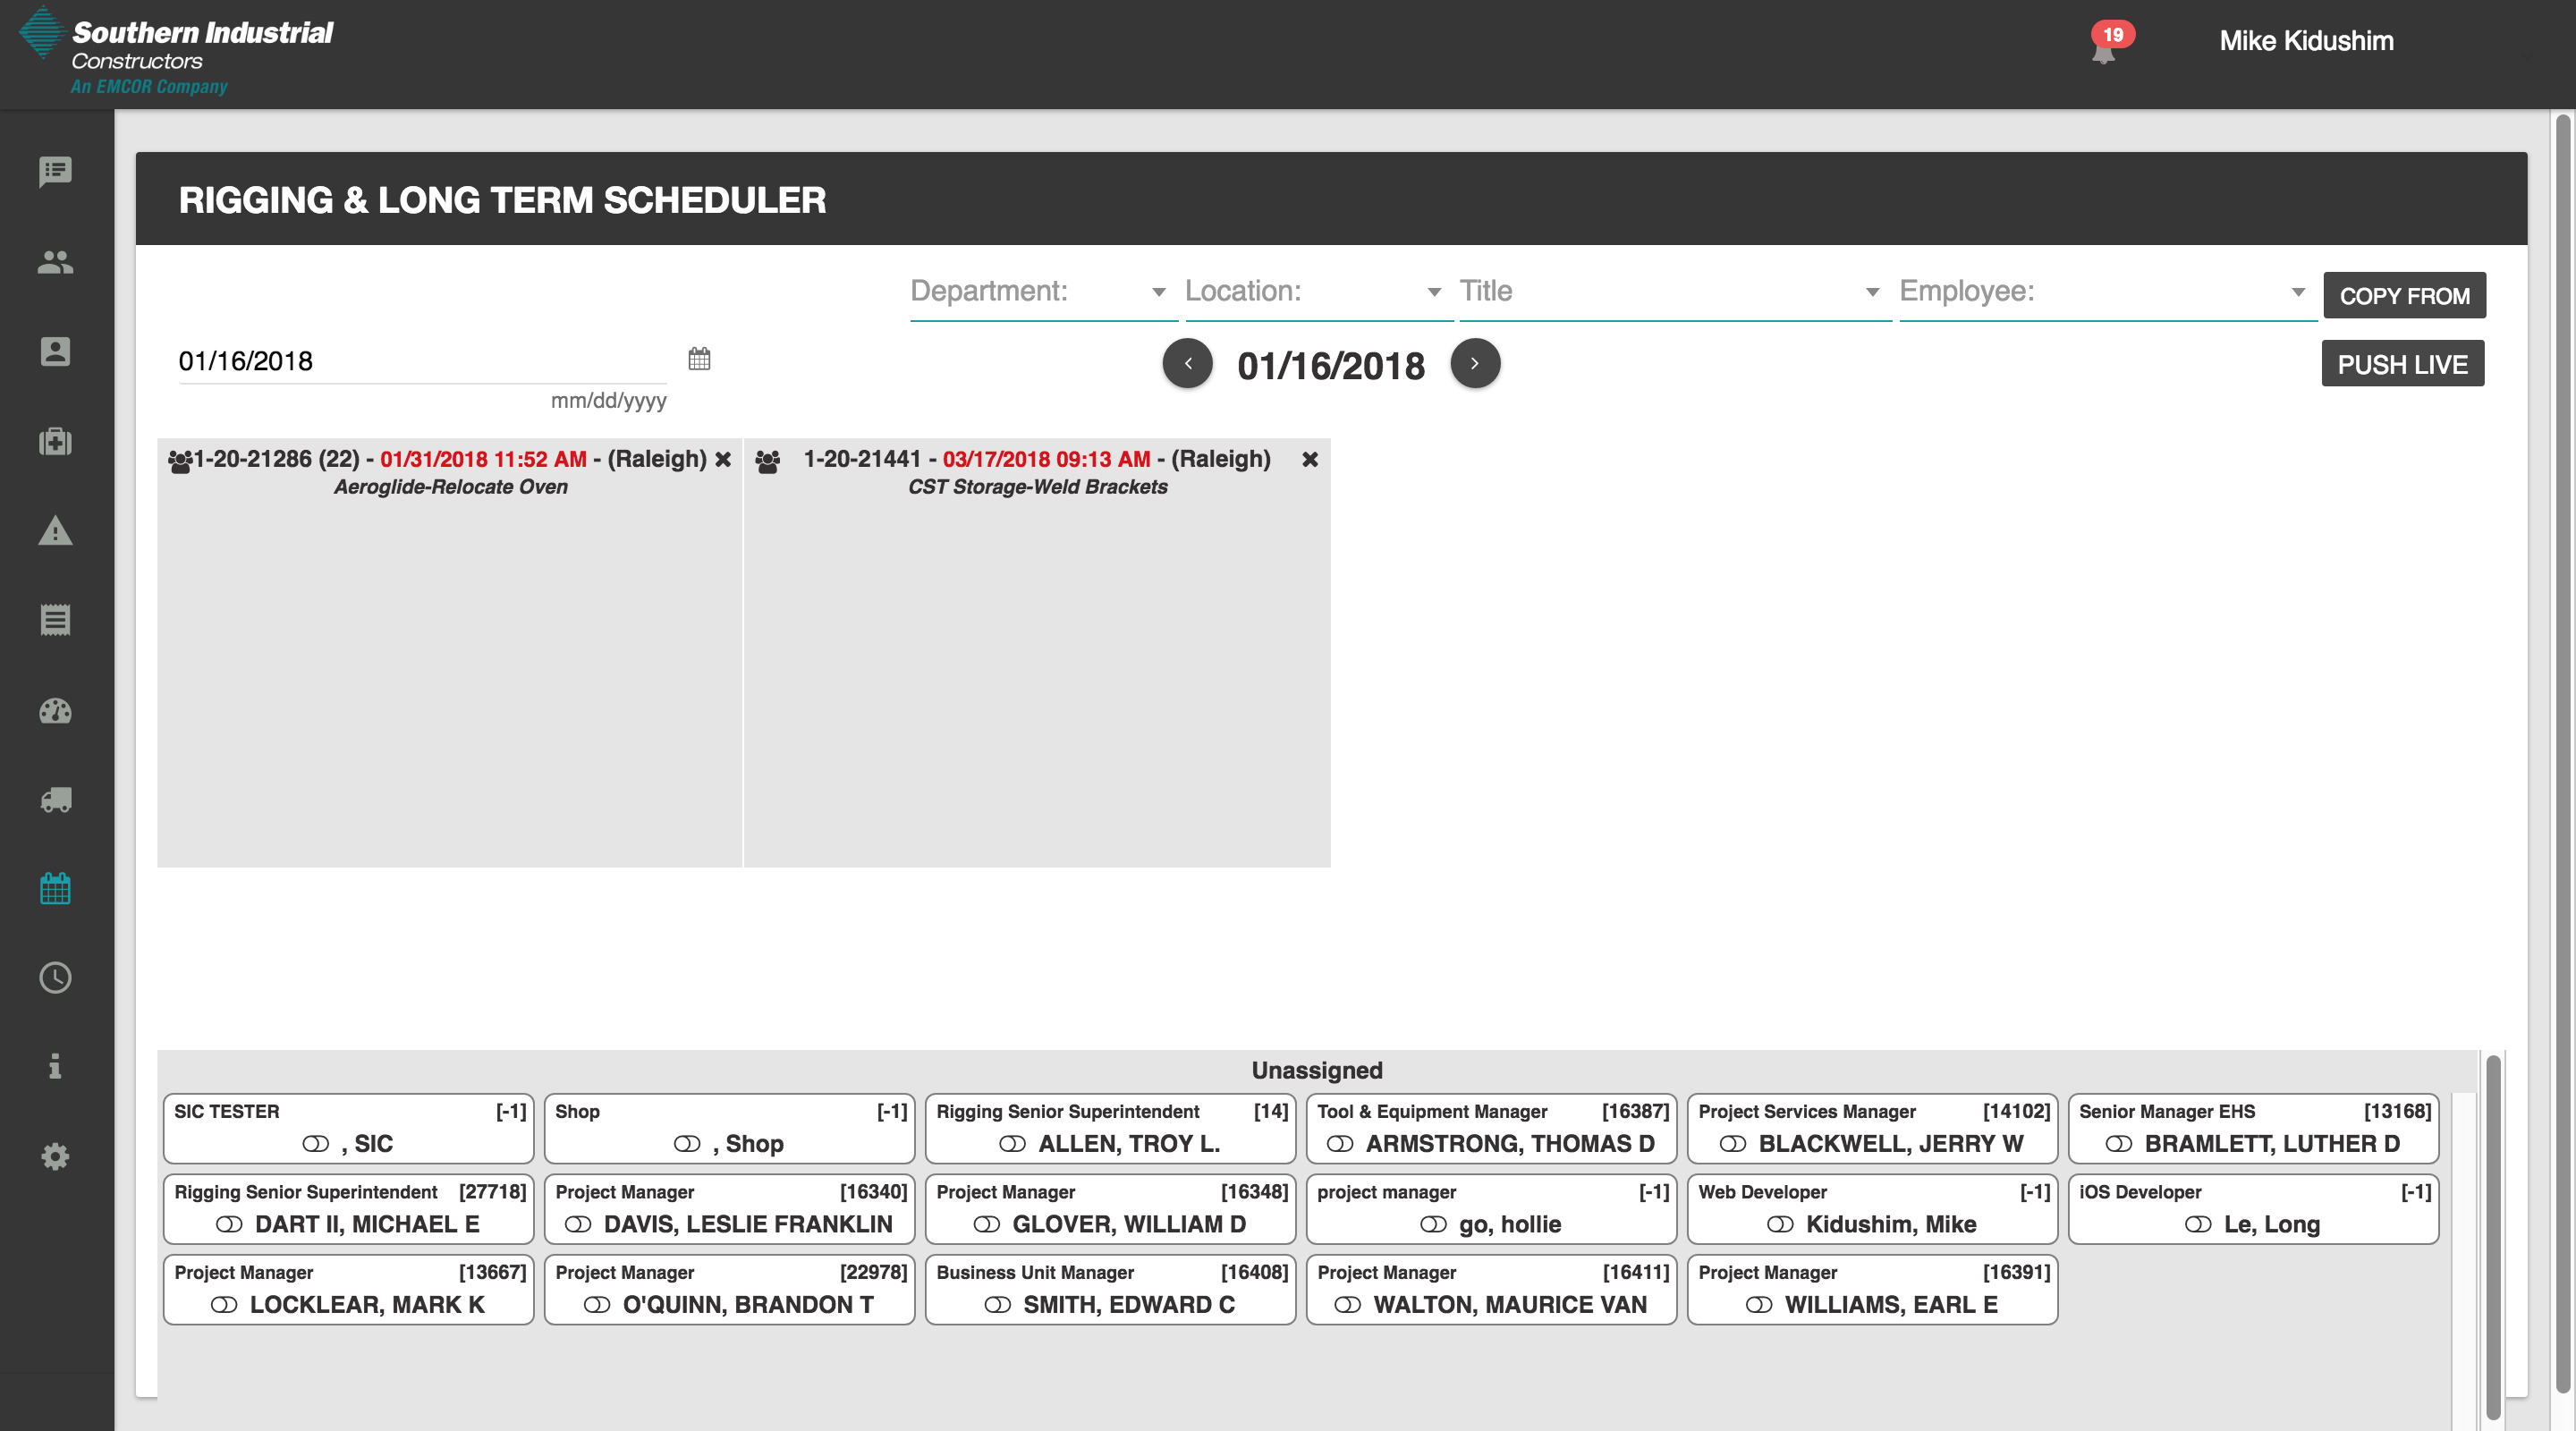 Southern Industrial
Constructors
An EMCOR Company
19
Mike Kidushim
RIGGING & LONG TERM SCHEDULER
Department:
Location:
Title
Employee:
COPY FROM
01/16/2018
mm/dd/yyyy
01/16/2018
PUSH LIVE
1-20-21286 (22) - 01/31/2018 11:52 AM - (Raleigh)
Aeroglide-Relocate Oven
1-20-21441 - 03/17/2018 09:13 AM - (Raleigh)
CST Storage-Weld Brackets
Unassigned
SIC TESTER [-1]
, SIC
Shop [-1]
, Shop
Rigging Senior Superintendent [14]
ALLEN, TROY L.
Tool & Equipment Manager [16387]
ARMSTRONG, THOMAS D
Project Services Manager [14102]
BLACKWELL, JERRY W
Senior Manager EHS [13168]
BRAMLETT, LUTHER D
Rigging Senior Superintendent [27718]
DART II, MICHAEL E
Project Manager [16340]
DAVIS, LESLIE FRANKLIN
Project Manager [16348]
GLOVER, WILLIAM D
project manager [-1]
go, hollie
Web Developer [-1]
Kidushim, Mike
iOS Developer [-1]
Le, Long
Project Manager [13667]
LOCKLEAR, MARK K
Project Manager [22978]
O'QUINN, BRANDON T
Business Unit Manager [16408]
SMITH, EDWARD C
Project Manager [16411]
WALTON, MAURICE VAN
Project Manager [16391]
WILLIAMS, EARL E